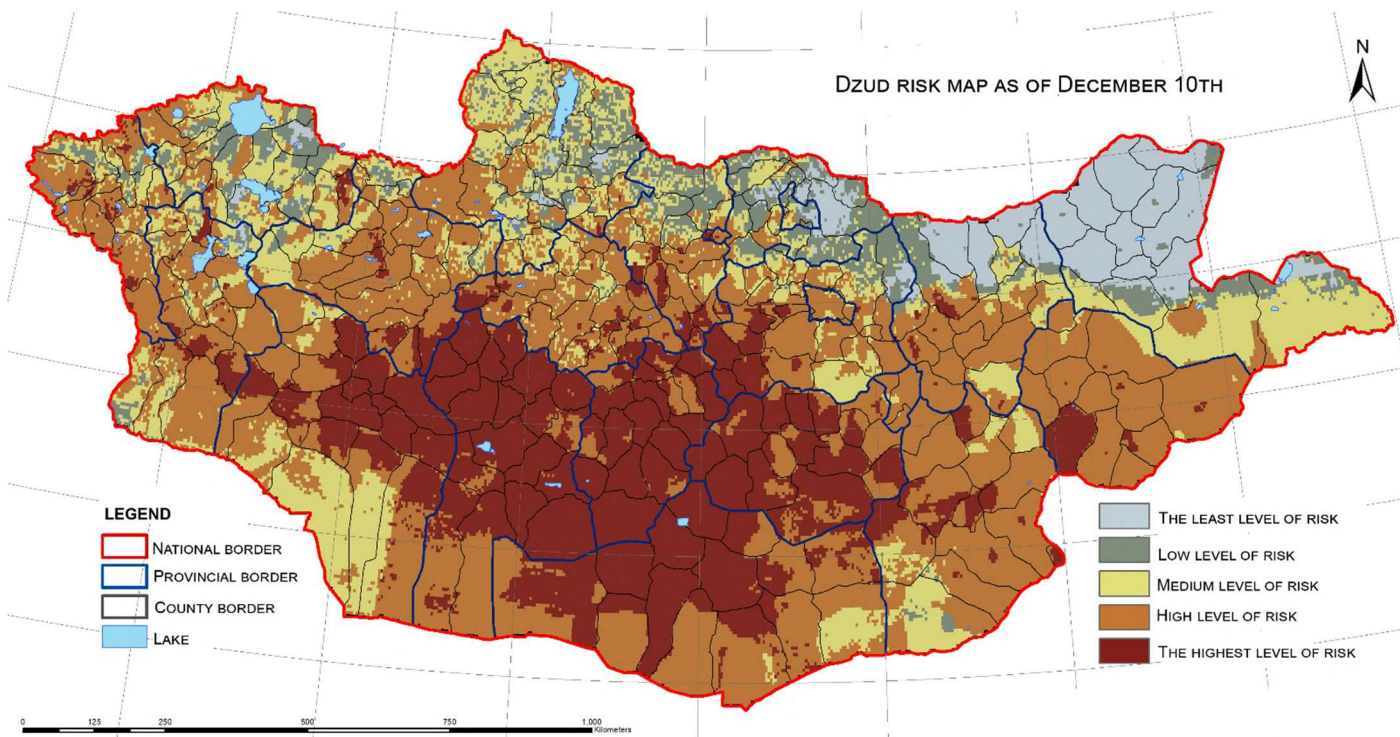 DZUD RISK MAP AS OF DECEMBER 10TH
N
LEGEND
NATIONAL BORDER
PROVINCIAL BORDER
COUNTY BORDER
LAKE
THE LEAST LEVEL OF RISK
LOW LEVEL OF RISK
MEDIUM LEVEL OF RISK
HIGH LEVEL OF RISK
THE HIGHEST LEVEL OF RISK
0 125 250 500 750 1,000
Kilometers